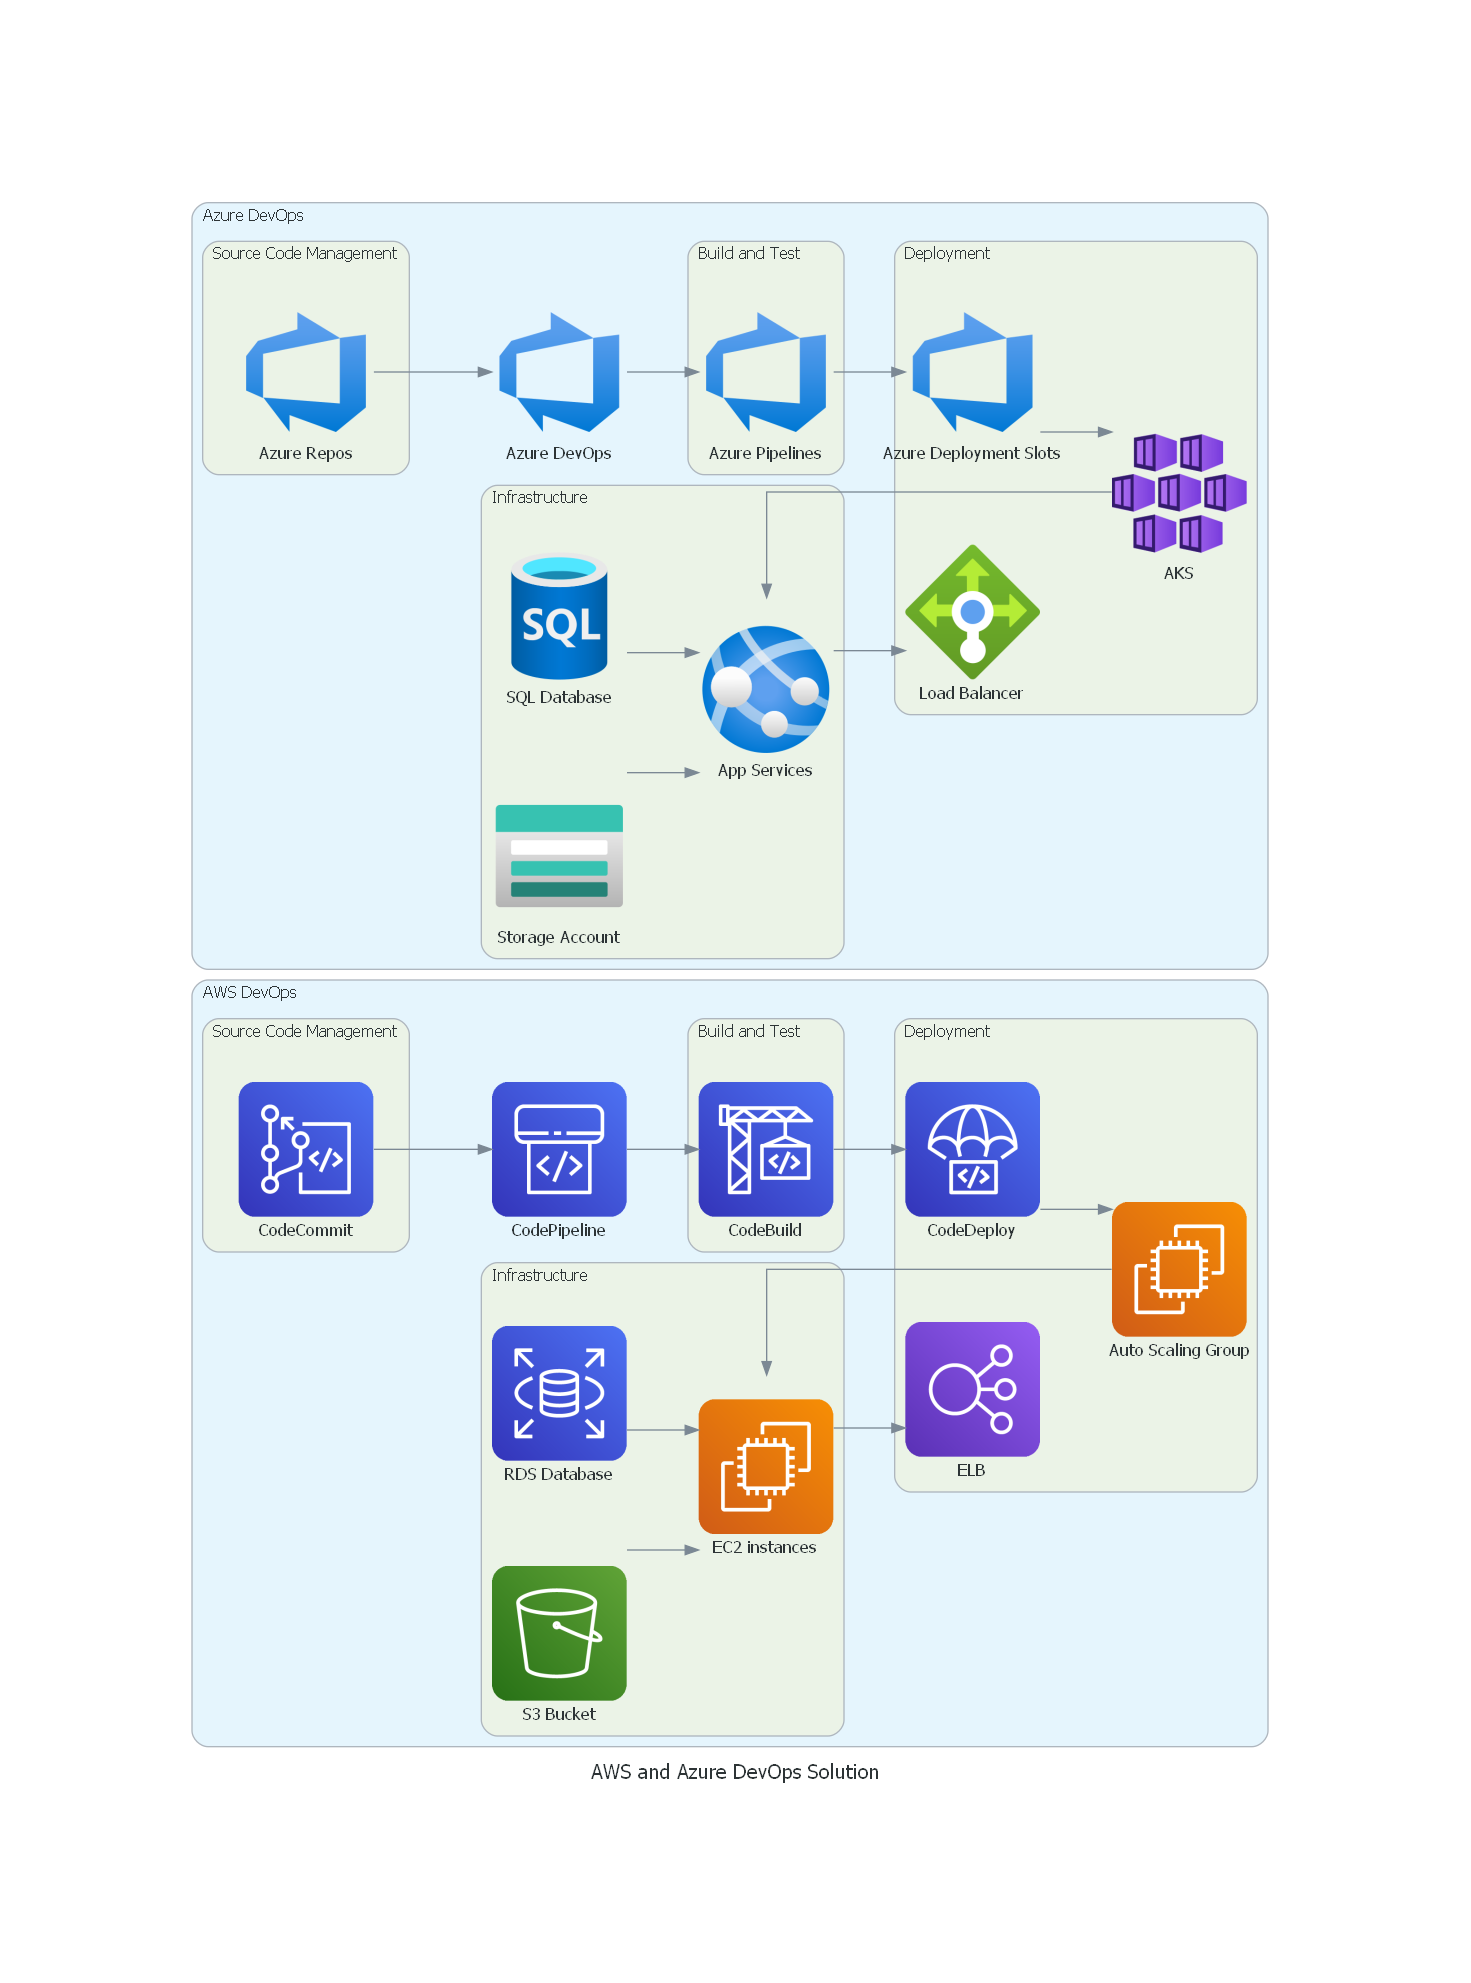 Azure DevOps
Source Code Management
Build and Test
Deployment
Azure Repos
Azure DevOps
Azure Pipelines
Azure Deployment Slots
AKS
Infrastructure
SQL
SQL Database
App Services
Load Balancer
Storage Account
AWS DevOps
Source Code Management
Build and Test
Deployment
</>
</>
</>
</>
CodeCommit
CodePipeline
CodeBuild
CodeDeploy
Auto Scaling Group
Infrastructure
RDS Database
ELB
EC2 instances
S3 Bucket
AWS and Azure DevOps Solution